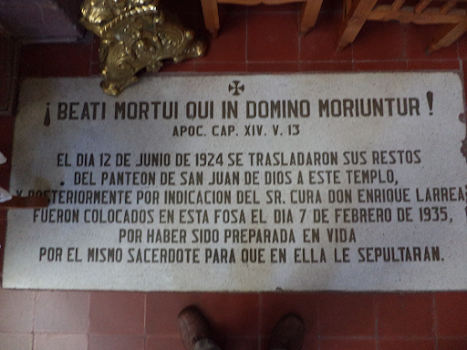 ¡BEATI MORTUI QUI IN DOMINO MORIUNTUR!
APOC. CAP. XIV. V. 13
EL DIA 12 DE JUNIO DE 1924 SE TRASLADARON SUS RESTOS
DEL PANTEON DE SAN JUAN DE DIOS A ESTE TEMPLO,
Y POSTERIORMENTE POR INDICACION DEL SR. CURA DON ENRIQUE LARREA,
FUERON COLOCADOS EN ESTA FOSA EL DIA 7 DE FEBRERO DE 1935,
POR HABER SIDO PREPARADA EN VIDA
POR EL MISMO SACERDOTE PARA QUE EN ELLA LE SEPULTARAN.